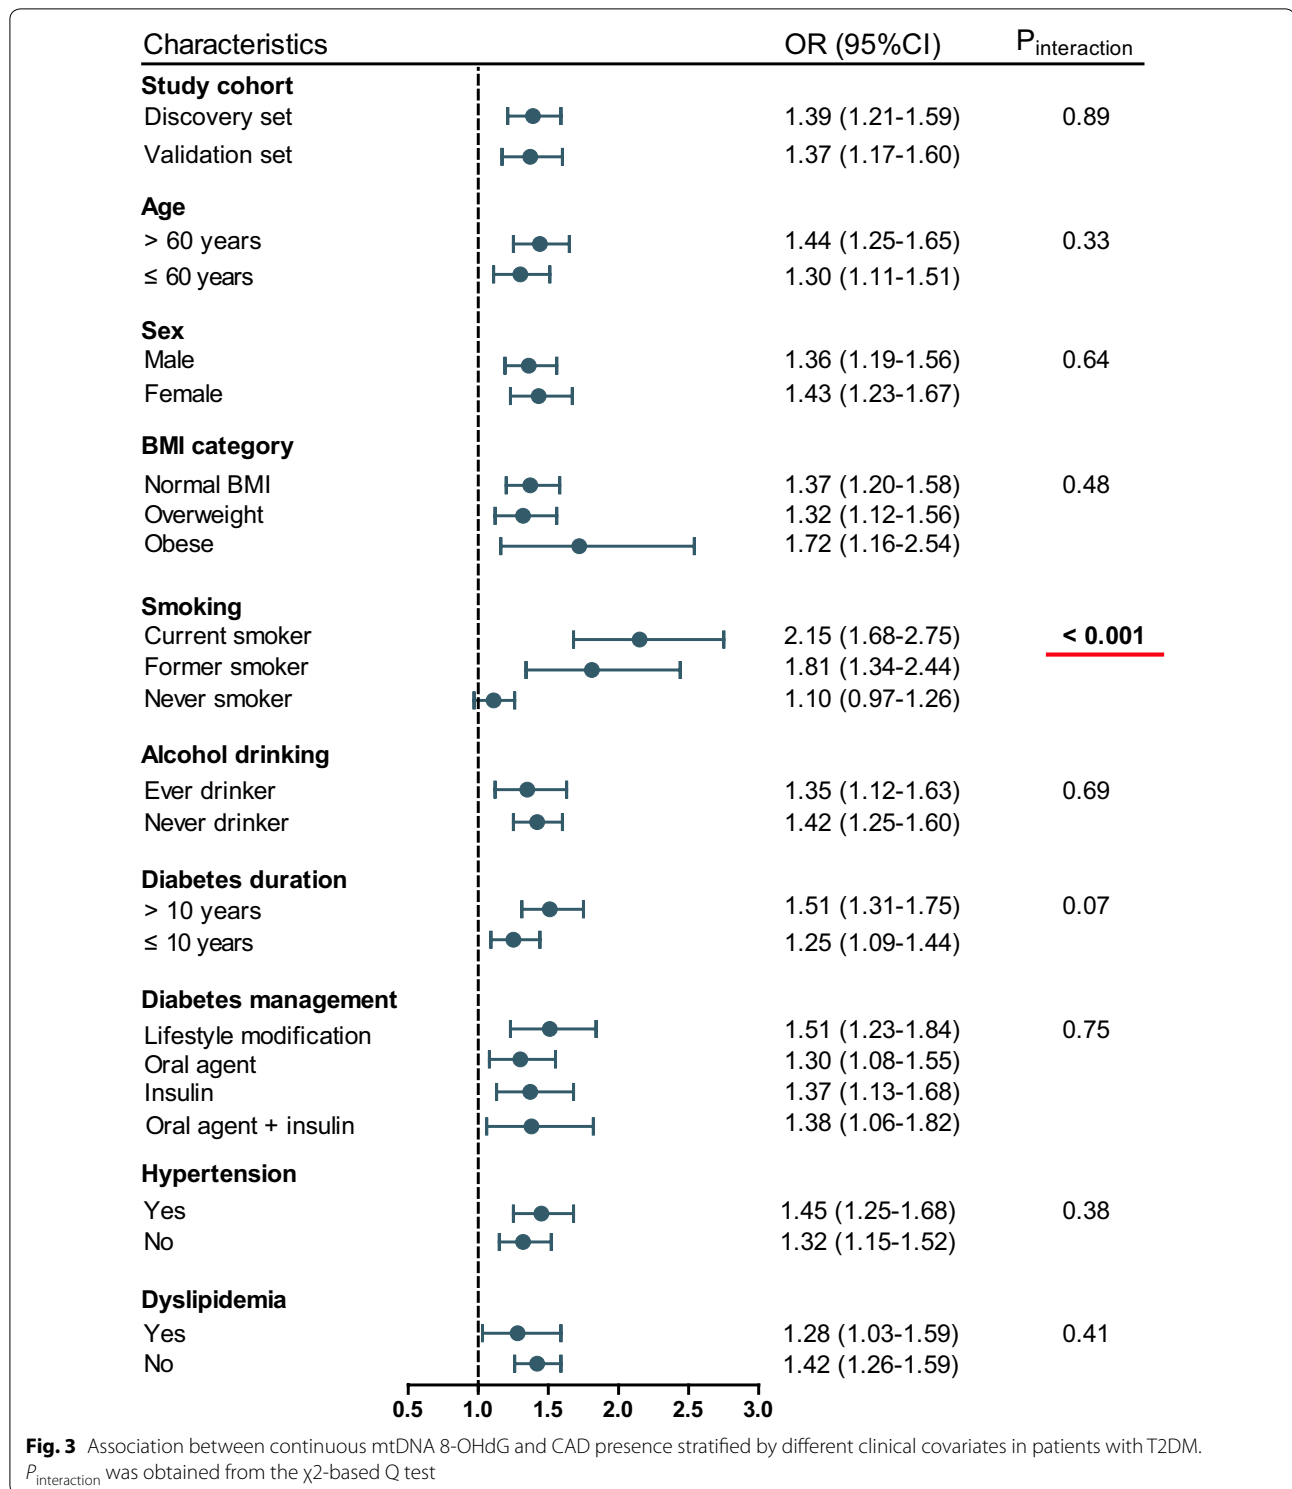 Characteristics OR (95%CI) Pinteraction
Study cohort
Discovery set 1.39 (1.21-1.59) 0.89
Validation set 1.37 (1.17-1.60)
Age
> 60 years 1.44 (1.25-1.65) 0.33
≤ 60 years 1.30 (1.11-1.51)
Sex
Male 1.36 (1.19-1.56) 0.64
Female 1.43 (1.23-1.67)
BMI category
Normal BMI 1.37 (1.20-1.58) 0.48
Overweight 1.32 (1.12-1.56)
Obese 1.72 (1.16-2.54)
Smoking
Current smoker 2.15 (1.68-2.75) < 0.001
Former smoker 1.81 (1.34-2.44)
Never smoker 1.10 (0.97-1.26)
Alcohol drinking
Ever drinker 1.35 (1.12-1.63) 0.69
Never drinker 1.42 (1.25-1.60)
Diabetes duration
> 10 years 1.51 (1.31-1.75) 0.07
≤ 10 years 1.25 (1.09-1.44)
Diabetes management
Lifestyle modification 1.51 (1.23-1.84) 0.75
Oral agent 1.30 (1.08-1.55)
Insulin 1.37 (1.13-1.68)
Oral agent + insulin 1.38 (1.06-1.82)
Hypertension
Yes 1.45 (1.25-1.68) 0.38
No 1.32 (1.15-1.52)
Dyslipidemia
Yes 1.28 (1.03-1.59) 0.41
No 1.42 (1.26-1.59)
0.5 1.0 1.5 2.0 2.5 3.0
Fig. 3 Association between continuous mtDNA 8-OHdG and CAD presence stratified by different clinical covariates in patients with T2DM.
Pinteraction was obtained from the χ2-based Q test